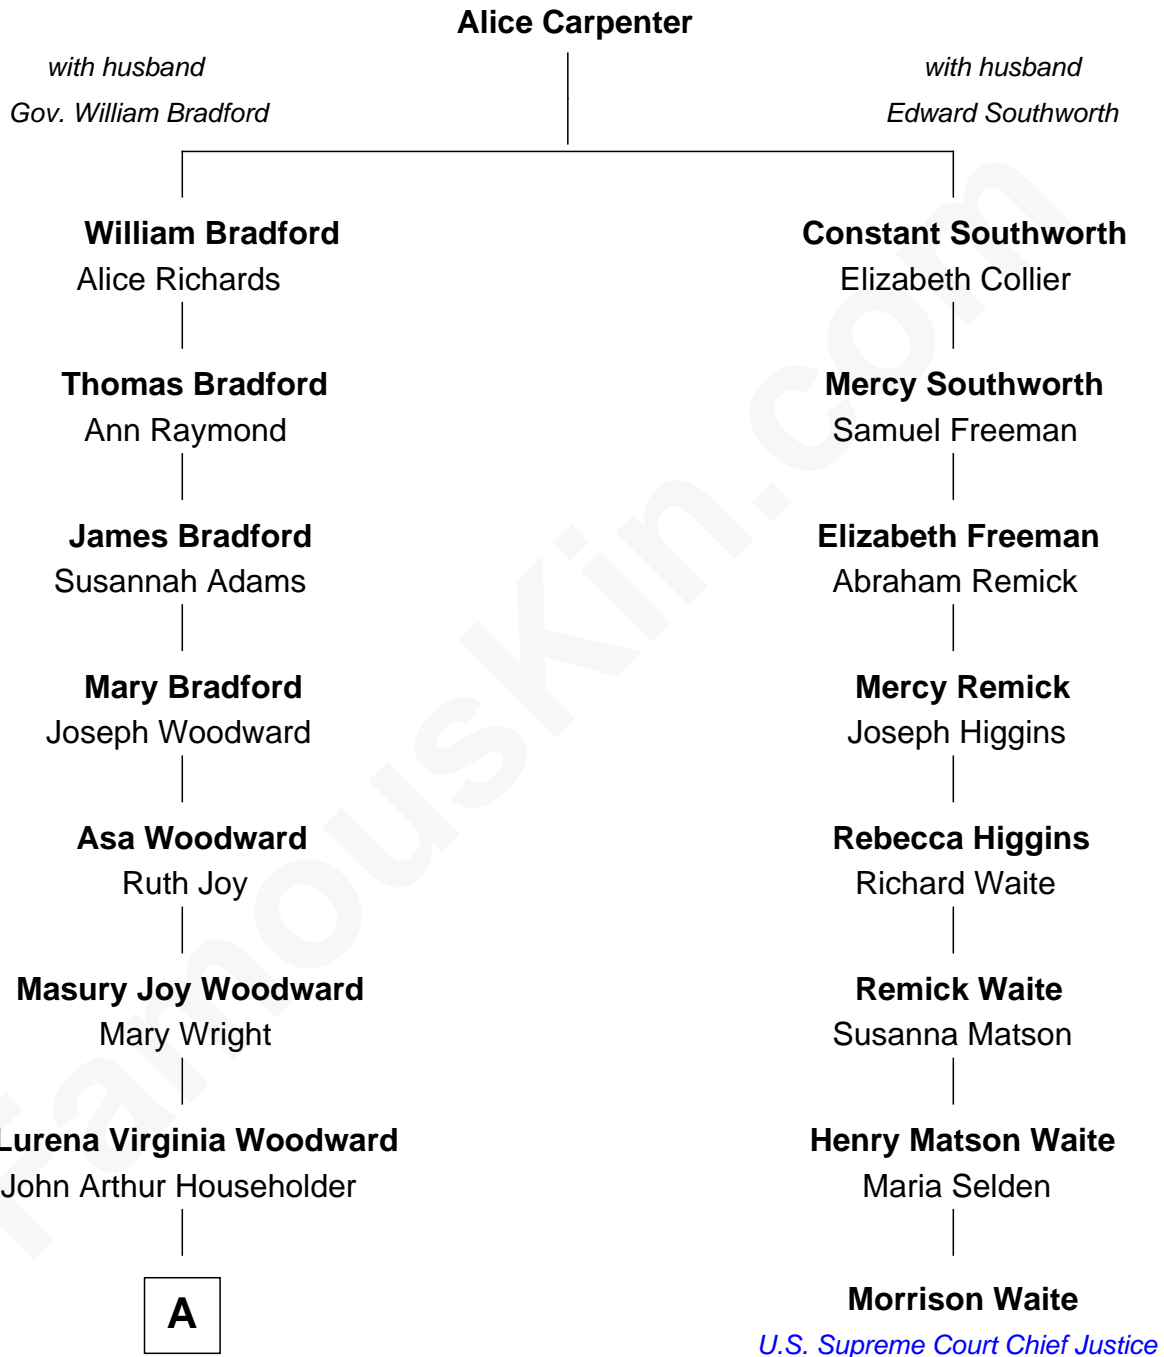 Alice Carpenter
with husband
Gov. William Bradford
with husband
Edward Southworth
William Bradford
Alice Richards
Thomas Bradford
Ann Raymond
James Bradford
Susannah Adams
Mary Bradford
Joseph Woodward
Asa Woodward
Ruth Joy
Masury Joy Woodward
Mary Wright
Lurena Virginia Woodward
John Arthur Householder
A
Constant Southworth
Elizabeth Collier
Mercy Southworth
Samuel Freeman
Elizabeth Freeman
Abraham Remick
Mercy Remick
Joseph Higgins
Rebecca Higgins
Richard Waite
Remick Waite
Susanna Matson
Henry Matson Waite
Maria Selden
Morrison Waite
U.S. Supreme Court Chief Justice
FamousKin.com